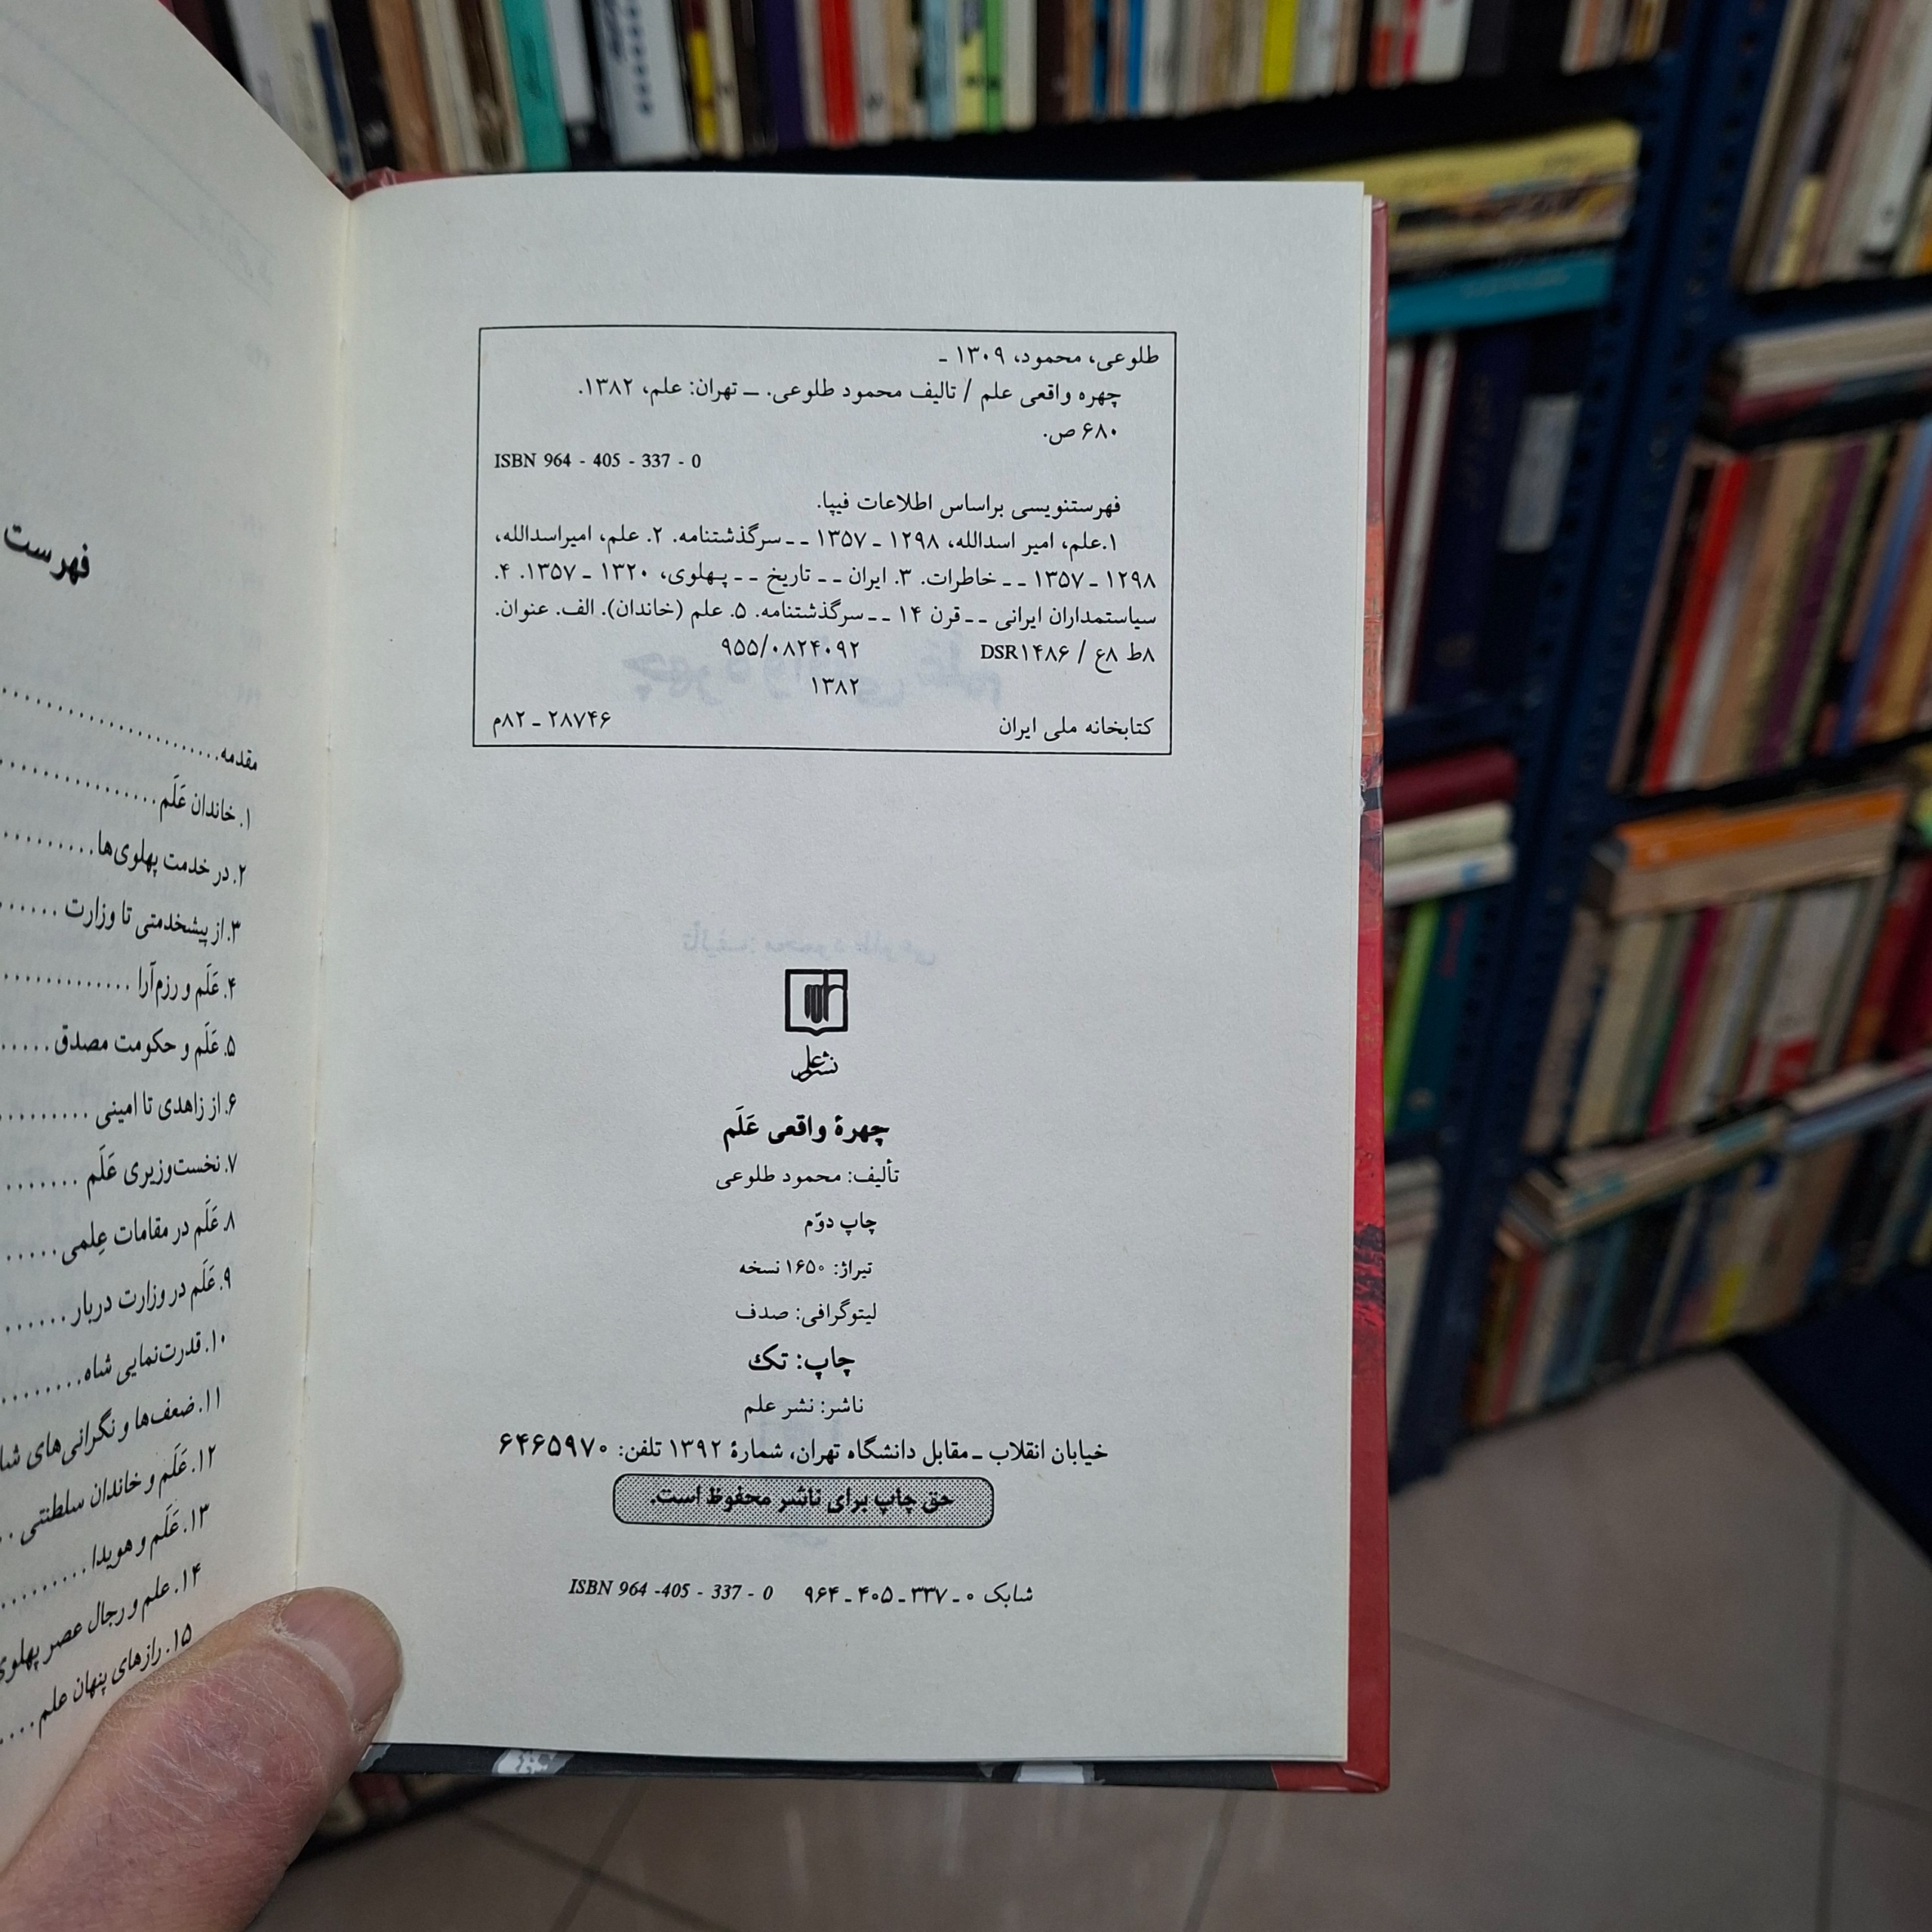 طلوعی، محمود، ۱۳۰۹ ـ
چهره واقعی علم / تالیف محمود طلوعی. ــ تهران: علم، ۱۳۸۲.
۶۸۰ ص.
ISBN 964 - 405 - 337 - 0
فهرستنویسی براساس اطلاعات فیپا.
۱.علم، امیر اسدالله، ۱۲۹۸ ـ ۱۳۵۷ ـ ـ سرگذشتنامه. ۲. علم، امیراسدالله،
۱۲۹۸ ـ ۱۳۵۷ ـ ـ خاطرات. ۳. ایران ـ ـ تاریخ ـ ـ پهلوی، ۱۳۲۰ ـ ۱۳۵۷. ۴.
سیاستمداران ایرانی ـ ـ قرن ۱۴ ـ ـ سرگذشتنامه. ۵. علم (خاندان). الف. عنوان.
۸ط ۸ع / DSR۱۴۸۶ ۹۵۵/۰۸۲۴۰۹۲
۱۳۸۲
کتابخانه ملی ایران ۲۸۷۴۶ ـ ۸۲م
نشر علم
چهرهٔ واقعی عَلَم
تألیف: محمود طلوعی
چاپ دوّم
تیراژ: ۱۶۵۰ نسخه
لیتوگرافی: صدف
چاپ: تک
ناشر: نشر علم
خیابان انقلاب ـ مقابل دانشگاه تهران، شمارهٔ ۱۳۹۲ تلفن: ۶۴۶۵۹۷۰
حق چاپ برای ناشر محفوظ است.
شابک ۰ ـ ۳۳۷ ـ ۴۰۵ ـ ۹۶۴ ISBN 964 -405 - 337 - 0
فهرست
مقدمه
۱. خاندان عَلَم
۲. در خدمت پهلوی‌ها
۳. از پیشخدمتی تا وزارت
۴. عَلَم و رزم‌آرا
۵. عَلَم و حکومت مصدق
۶. از زاهدی تا امینی
۷. نخست‌وزیری عَلَم
۸. عَلَم در مقامات عِلمی
۹. عَلَم در وزارت دربار
۱۰. قدرت‌نمایی شاه
۱۱. ضعف‌ها و نگرانی‌های
۱۲. عَلَم و خاندان سلطنتی
۱۳. عَلَم و هویدا
۱۴. علم و رجال عصر پهلوی
۱۵. رازهای پنهان علم